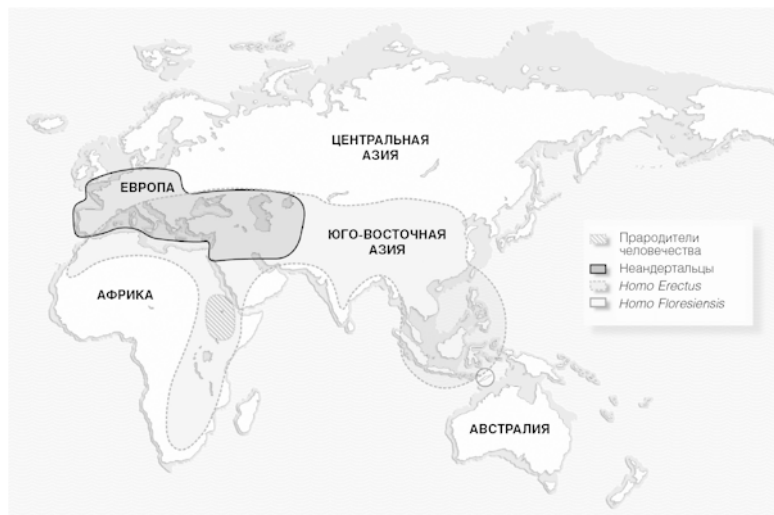 ЦЕНТРАЛЬНАЯ
АЗИЯ
ЕВРОПА
ЮГО-ВОСТОЧНАЯ
АЗИЯ
АФРИКА
АВСТРАЛИЯ
Прародители
человечества
Неандертальцы
Homo Erectus
Homo Floresiensis